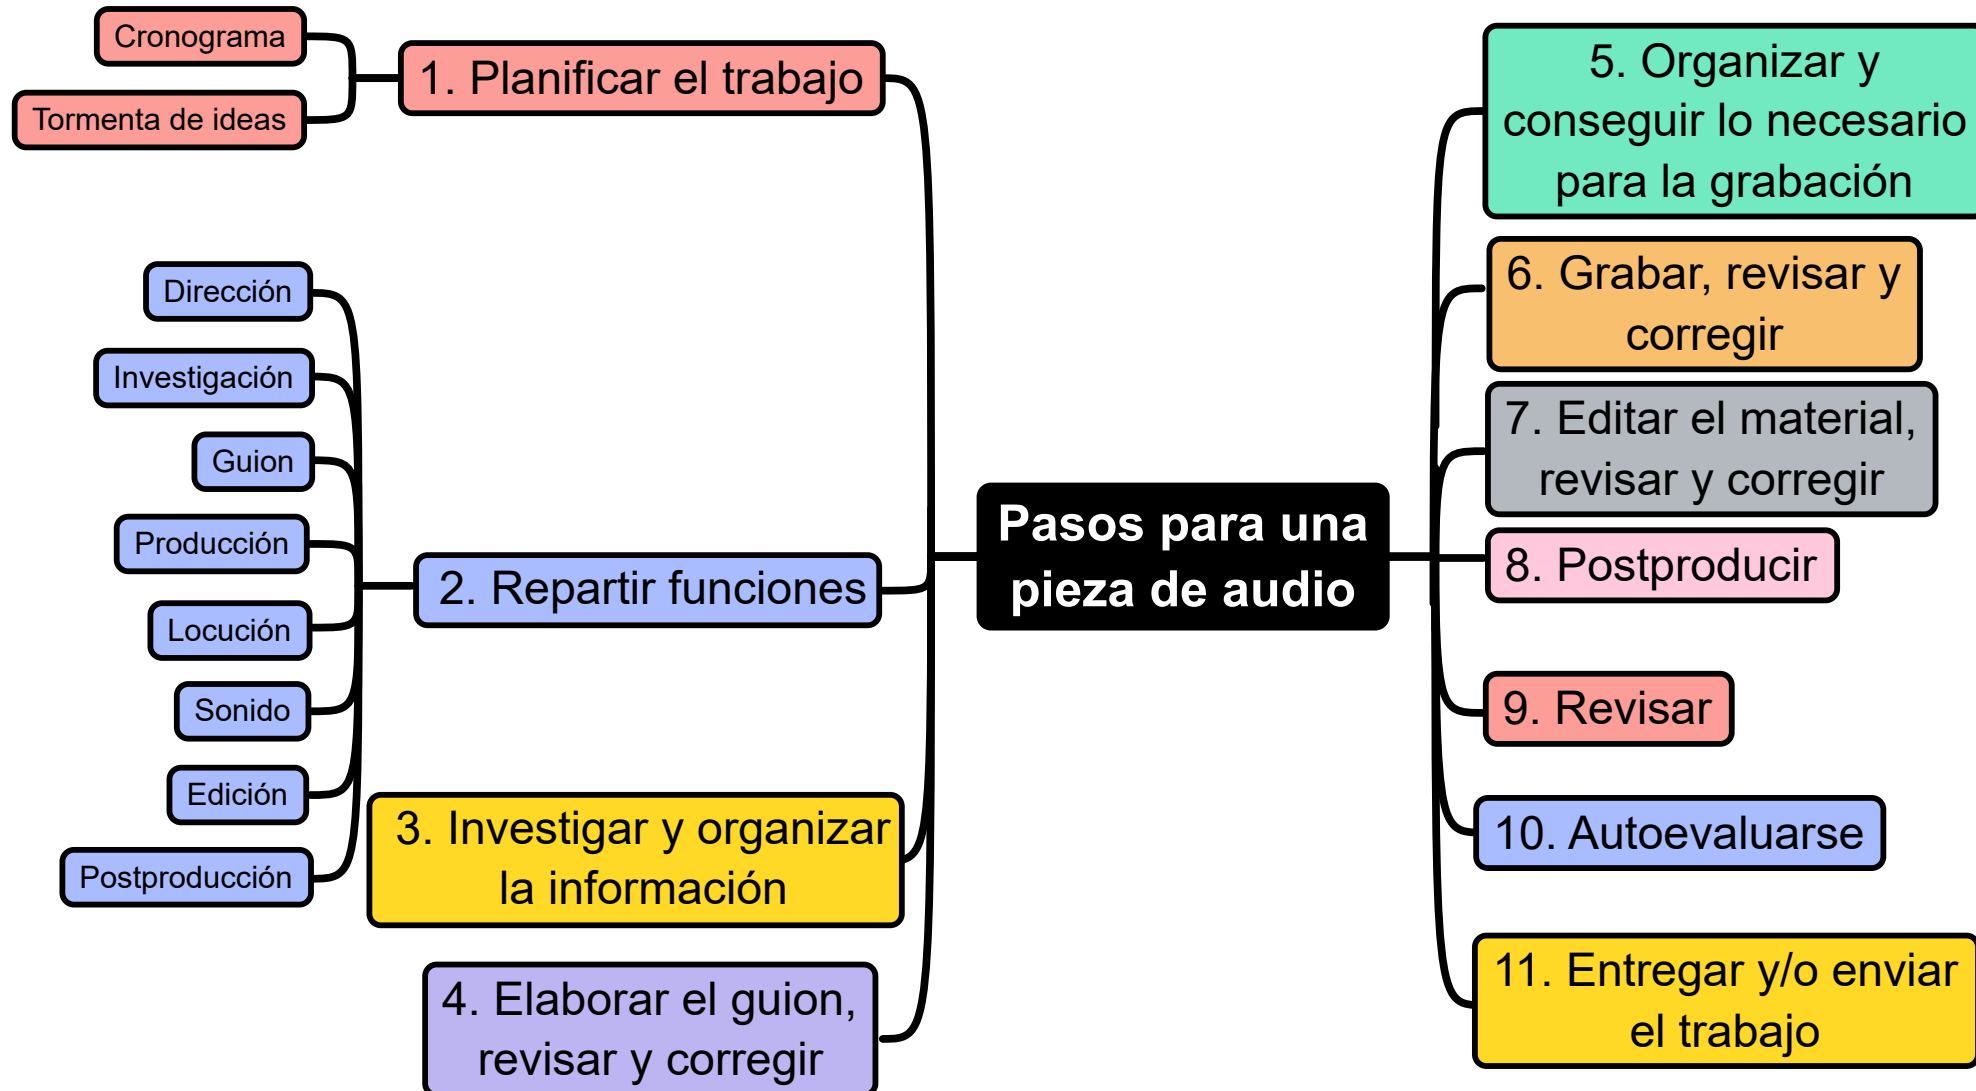 Cronograma
Tormenta de ideas
1. Planificar el trabajo
Dirección
Investigación
Guion
Producción
Locución
Sonido
Edición
Postproducción
2. Repartir funciones
3. Investigar y organizar
la información
4. Elaborar el guion,
revisar y corregir
Pasos para una
pieza de audio
5. Organizar y
conseguir lo necesario
para la grabación
6. Grabar, revisar y
corregir
7. Editar el material,
revisar y corregir
8. Postproducir
9. Revisar
10. Autoevaluarse
11. Entregar y/o enviar
el trabajo